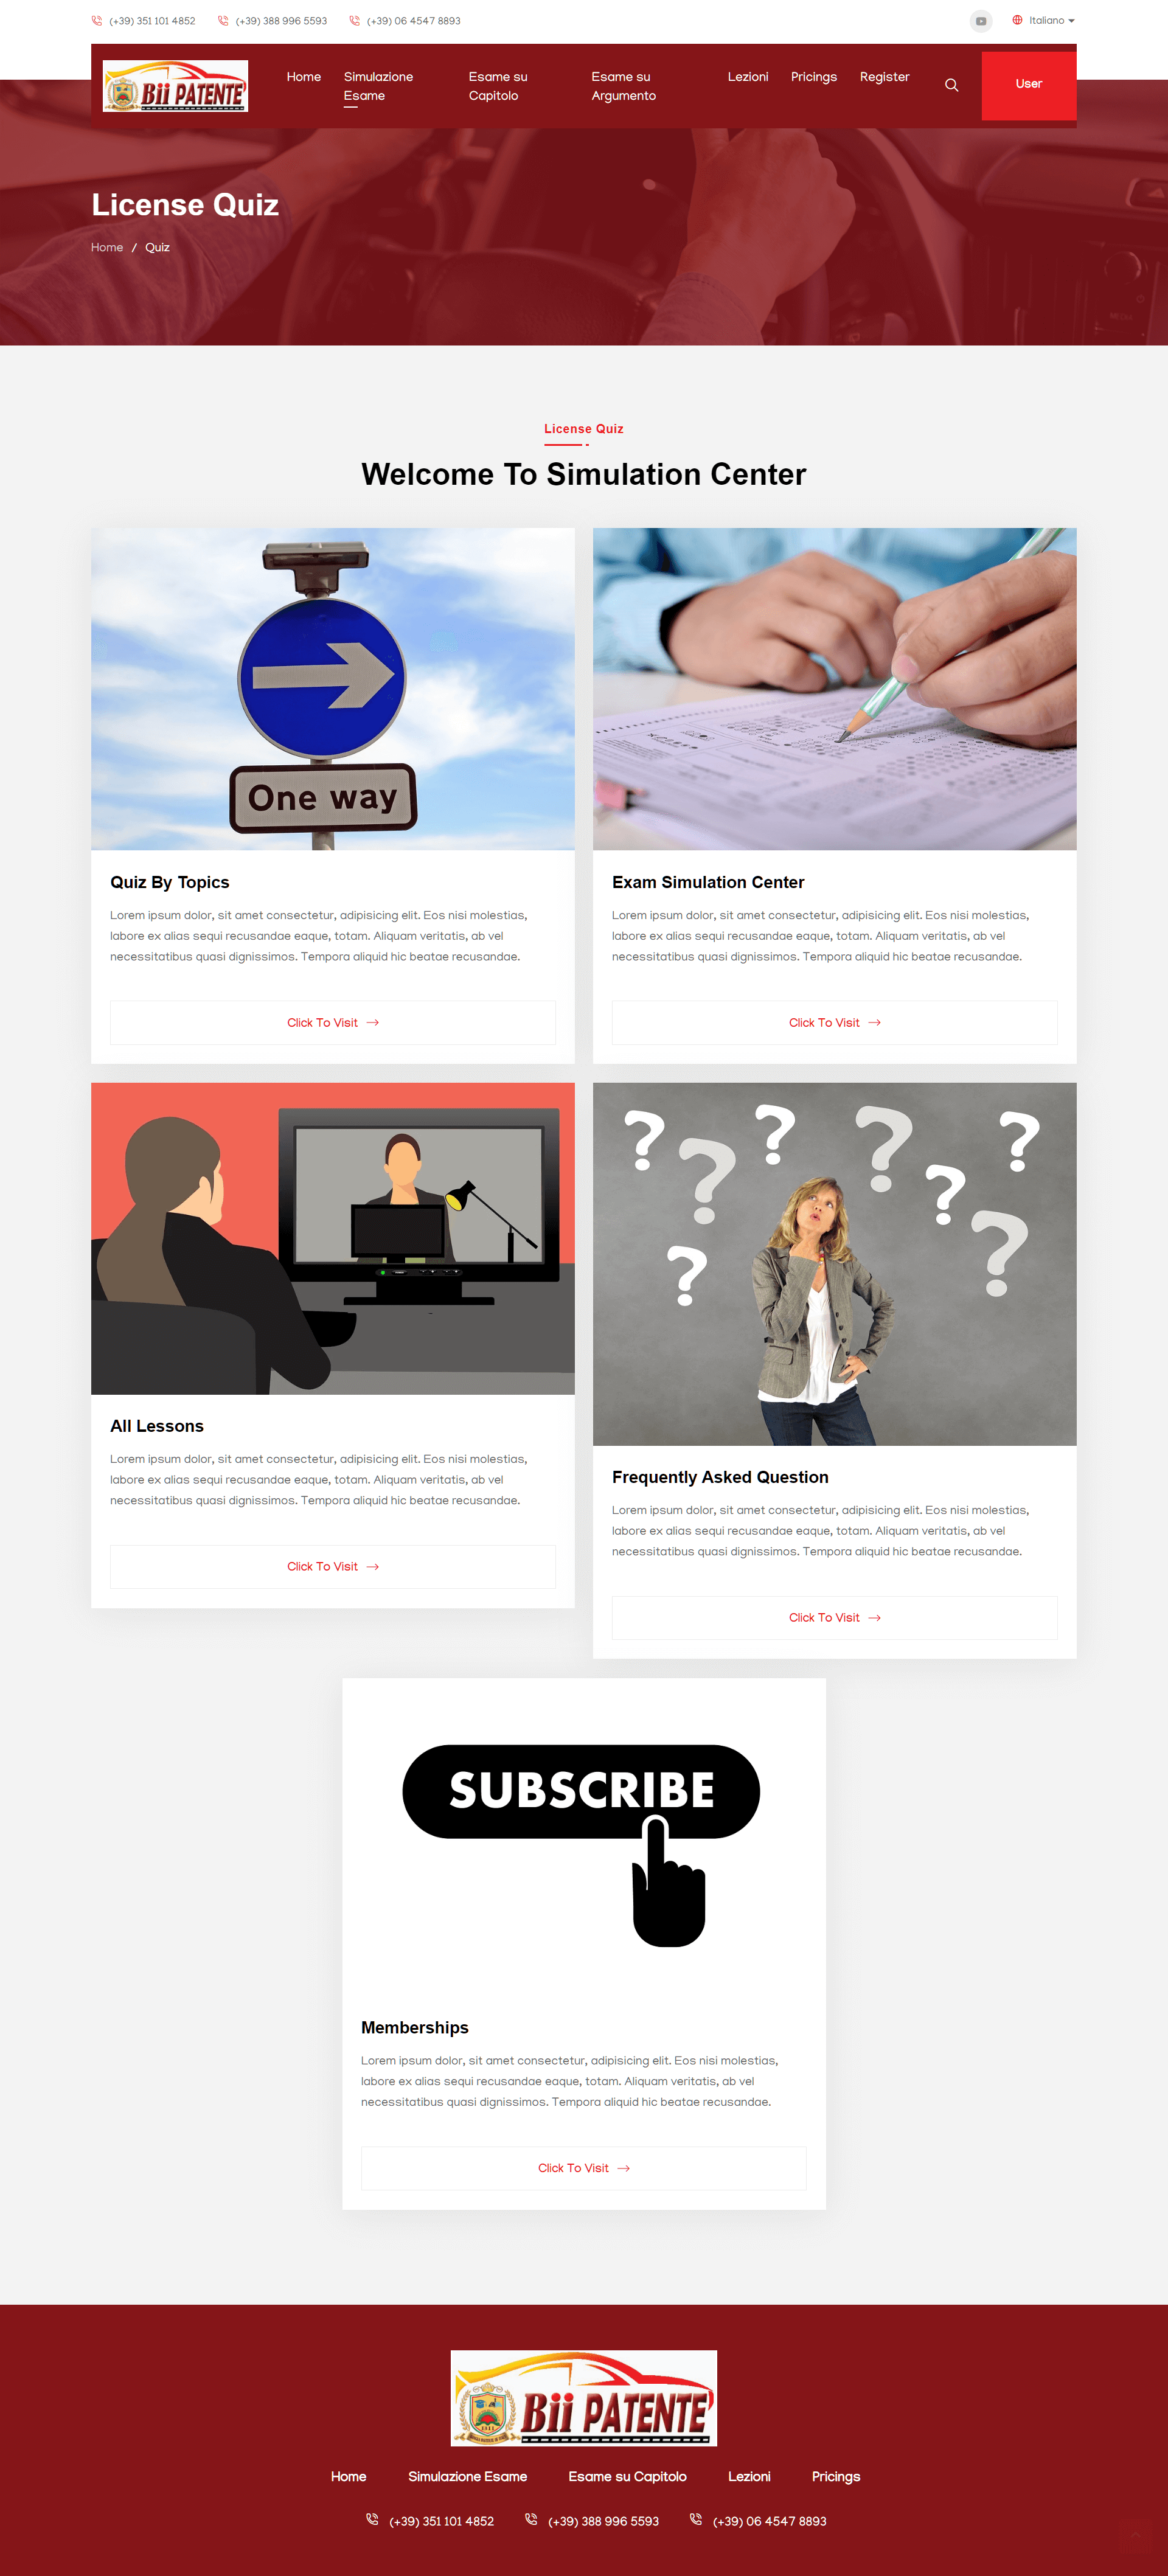 (+39) 351 101 4852 (+39) 388 996 5593 (+39) 06 4547 8893 Italiano
Bii PATENTE
Home Simulazione Esame Esame su Capitolo Esame su Argumento Lezioni Pricings Register User
License Quiz
Home / Quiz
License Quiz
Welcome To Simulation Center
One way
Quiz By Topics
Lorem ipsum dolor, sit amet consectetur, adipisicing elit. Eos nisi molestias,
labore ex alias sequi recusandae eaque, totam. Aliquam veritatis, ab vel
necessitatibus quasi dignissimos. Tempora aliquid hic beatae recusandae.
Click To Visit
Exam Simulation Center
Lorem ipsum dolor, sit amet consectetur, adipisicing elit. Eos nisi molestias,
labore ex alias sequi recusandae eaque, totam. Aliquam veritatis, ab vel
necessitatibus quasi dignissimos. Tempora aliquid hic beatae recusandae.
Click To Visit
All Lessons
Lorem ipsum dolor, sit amet consectetur, adipisicing elit. Eos nisi molestias,
labore ex alias sequi recusandae eaque, totam. Aliquam veritatis, ab vel
necessitatibus quasi dignissimos. Tempora aliquid hic beatae recusandae.
Click To Visit
? ? ? ? ? ? ? ?
Frequently Asked Question
Lorem ipsum dolor, sit amet consectetur, adipisicing elit. Eos nisi molestias,
labore ex alias sequi recusandae eaque, totam. Aliquam veritatis, ab vel
necessitatibus quasi dignissimos. Tempora aliquid hic beatae recusandae.
Click To Visit
SUBSCRIBE
Memberships
Lorem ipsum dolor, sit amet consectetur, adipisicing elit. Eos nisi molestias,
labore ex alias sequi recusandae eaque, totam. Aliquam veritatis, ab vel
necessitatibus quasi dignissimos. Tempora aliquid hic beatae recusandae.
Click To Visit
Bii PATENTE
Home Simulazione Esame Esame su Capitolo Lezioni Pricings
(+39) 351 101 4852 (+39) 388 996 5593 (+39) 06 4547 8893